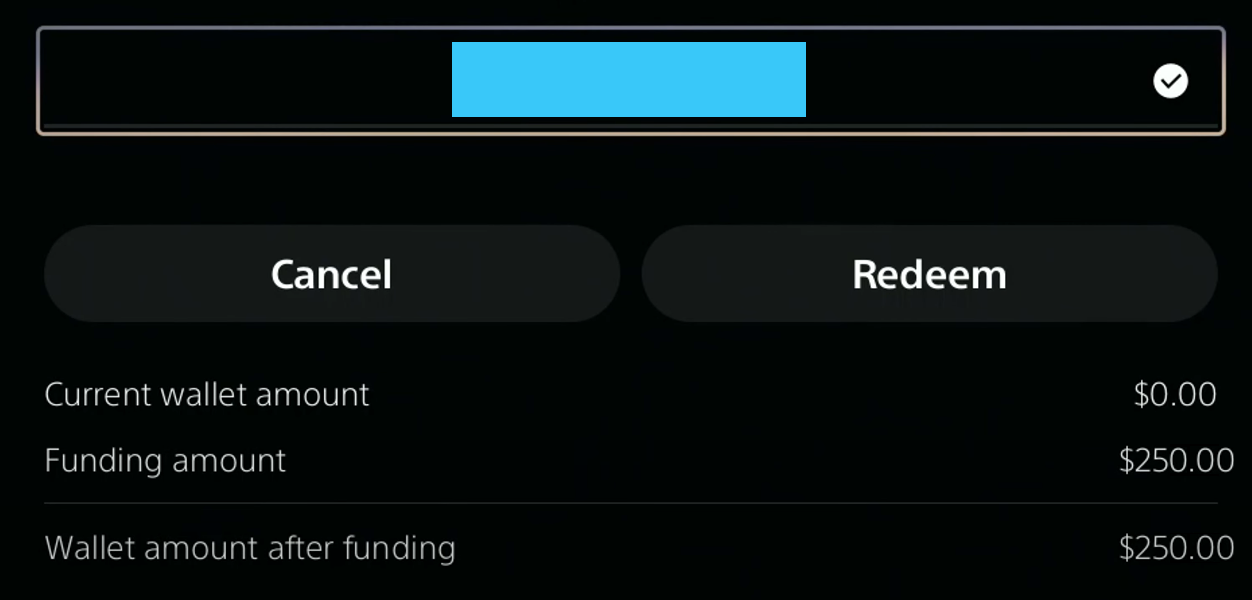 Cancel Redeem
Current wallet amount $0.00
Funding amount $250.00
Wallet amount after funding $250.00